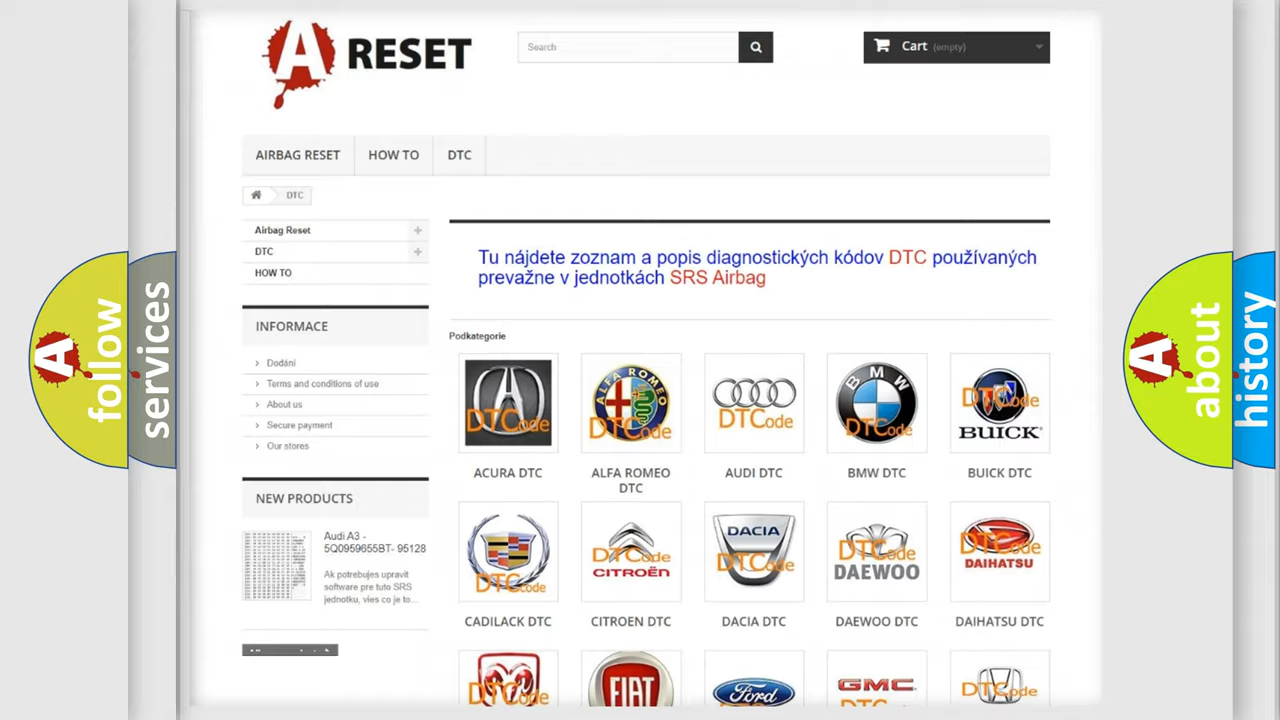 A RESET
Search
Cart (empty)
AIRBAG RESET
HOW TO
DTC
DTC
Airbag Reset
DTC
HOW TO
INFORMACE
Dodání
Terms and conditions of use
About us
Secure payment
Our stores
NEW PRODUCTS
Audi A3 -
5Q0959655BT- 95128
Ak potrebujes upravit
software pre tuto SRS
jednotku, vies co je to...
Tu nájdete zoznam a popis diagnostických kódov DTC používaných
prevažne v jednotkách SRS Airbag
Podkategorie
DTCode
ALFA ROMEO
DTCode
DTCode
BMW
DTCode
DTCode
BUICK
ACURA DTC
ALFA ROMEO
DTC
AUDI DTC
BMW DTC
BUICK DTC
DTCode
DTCode
CITROËN
DACIA
DTCode
DTCode
DAEWOO
DTCode
DAIHATSU
CADILACK DTC
CITROEN DTC
DACIA DTC
DAEWOO DTC
DAIHATSU DTC
DTCode
FIAT
Ford
GMC
DTCode
A follow
services
A about
history